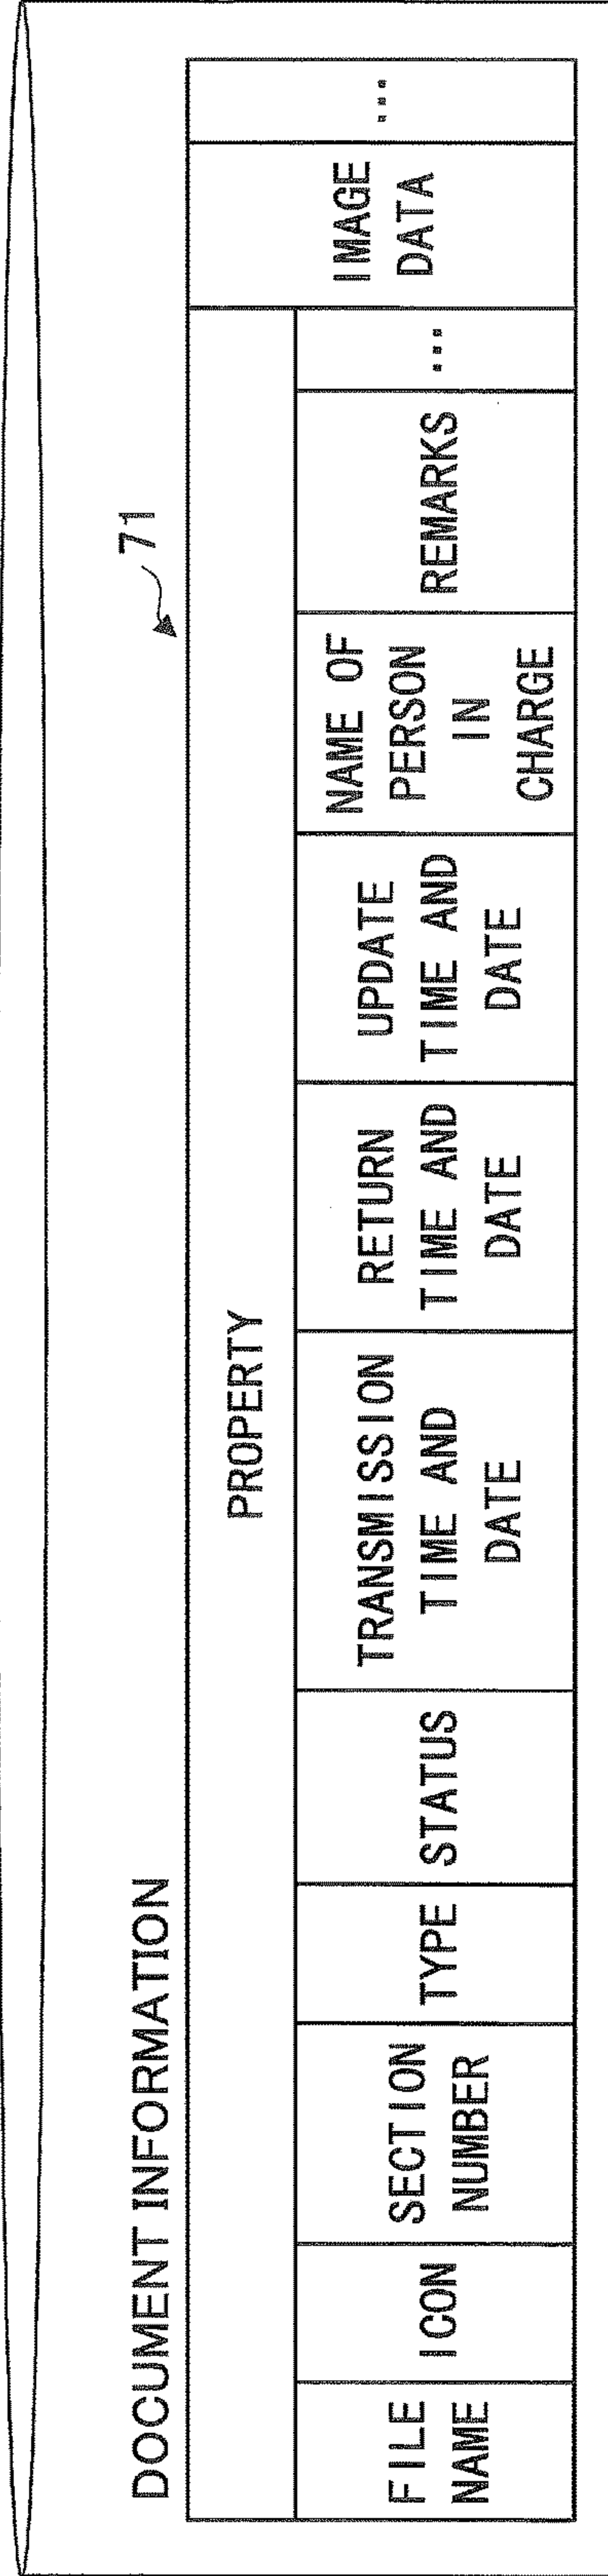 DOCUMENT INFORMATION
71
PROPERTY
FILE
NAME
ICON
SECTION
NUMBER
TYPE
STATUS
TRANSMISSION
TIME AND
DATE
RETURN
TIME AND
DATE
UPDATE
TIME AND
DATE
NAME OF
PERSON
IN
CHARGE
REMARKS
...
IMAGE
DATA
...